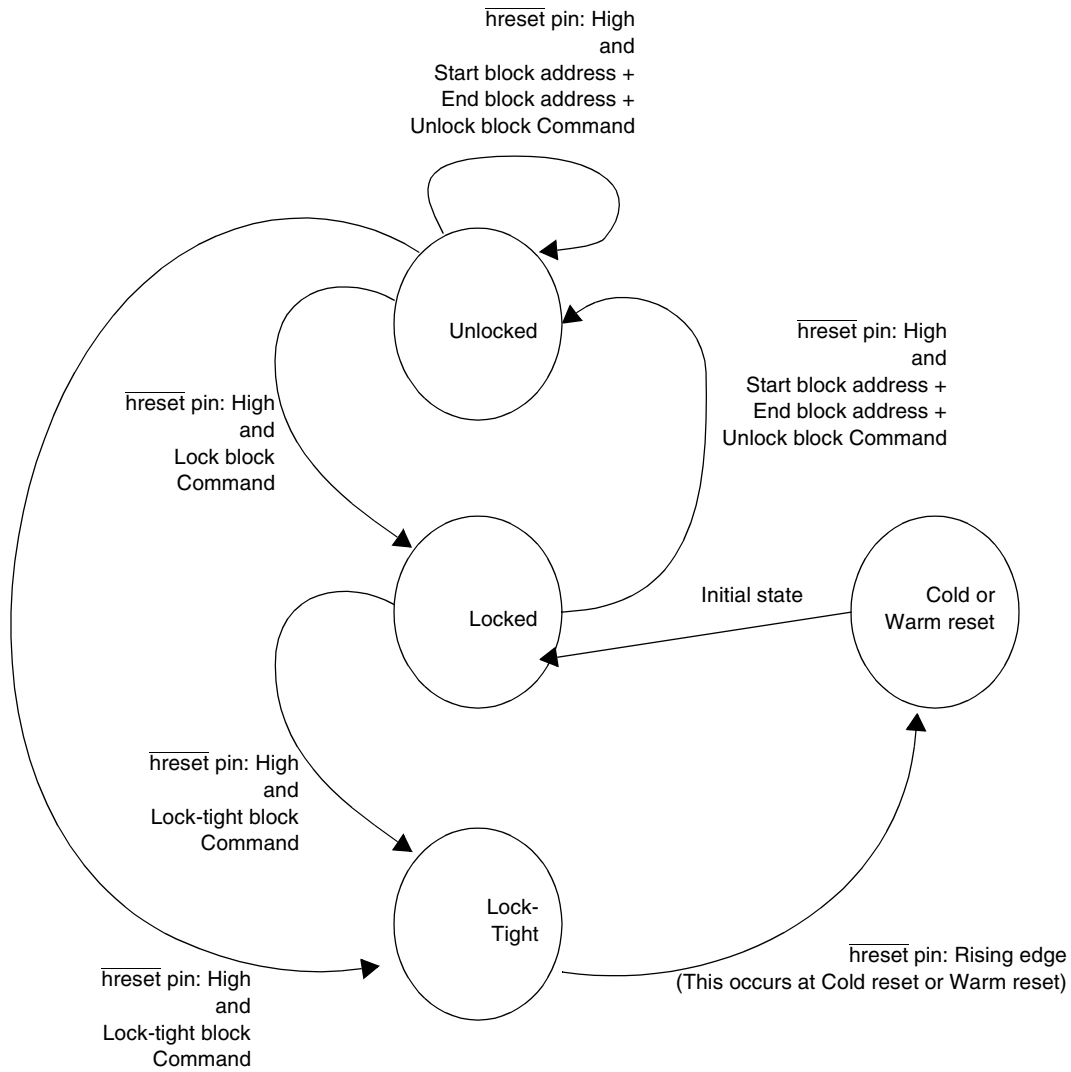 hreset pin: High
and
Start block address +
End block address +
Unlock block Command
Unlocked
hreset pin: High
and
Start block address +
End block address +
Unlock block Command
hreset pin: High
and
Lock block
Command
Locked
Initial state
Cold or
Warm reset
hreset pin: High
and
Lock-tight block
Command
Lock-
Tight
hreset pin: Rising edge
(This occurs at Cold reset or Warm reset)
hreset pin: High
and
Lock-tight block
Command